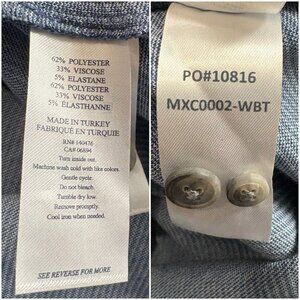 62% POLYESTER
33% VISCOSE
5% ELASTANE
62% POLYESTER
33% VISCOSE
5% ÉLASTHANNE
MADE IN TURKEY
FABRIQUÉ EN TURQUIE
RN# 140476
CA# 06894
Turn inside out.
Machine wash cold with like colors.
Gentle cycle.
Do not bleach.
Tumble dry low.
Remove promptly.
Cool iron when needed.
SEE REVERSE FOR MORE
PO#10816
MXC0002-WBT